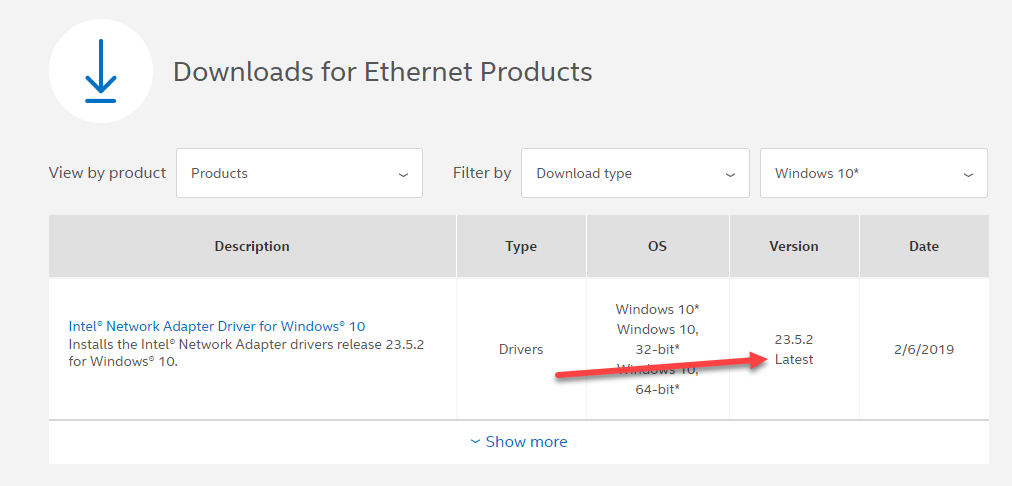 Downloads for Ethernet Products
View by product
Products
Filter by
Download type
Windows 10*
Description
Type
OS
Version
Date
Intel® Network Adapter Driver for Windows® 10
Installs the Intel® Network Adapter drivers release 23.5.2
for Windows® 10.
Drivers
Windows 10*
Windows 10,
32-bit*
Windows 10,
64-bit*
23.5.2
Latest
2/6/2019
Show more